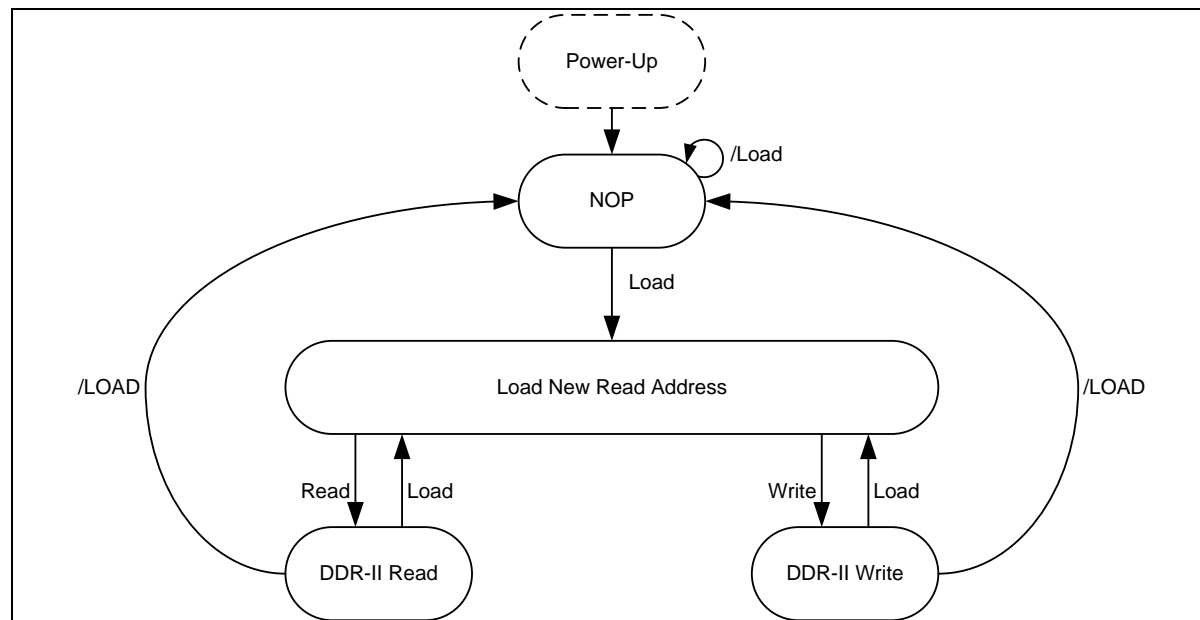 Power-Up
/Load
NOP
Load
/LOAD
Load New Read Address
/LOAD
Read
Load
Write
Load
DDR-II Read
DDR-II Write